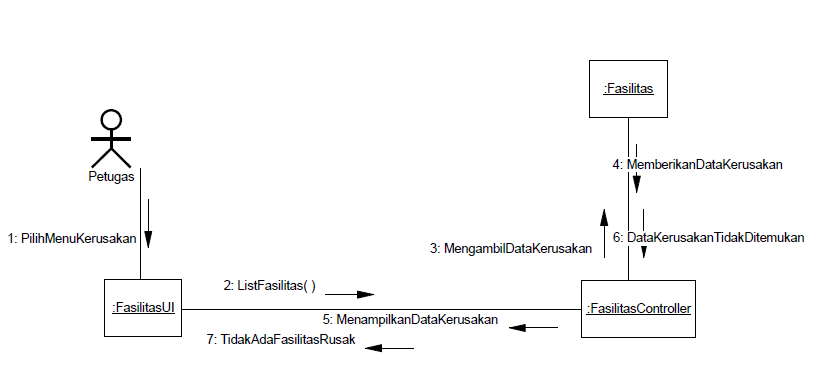 :Fasilitas
4: MemberikanDataKerusakan
Petugas
1: PilihMenuKerusakan
6: DataKerusakanTidakDitemukan
3: MengambilDataKerusakan
2: ListFasilitas( )
:FasilitasUI
:FasilitasController
5: MenampilkanDataKerusakan
7: TidakAdaFasilitasRusak